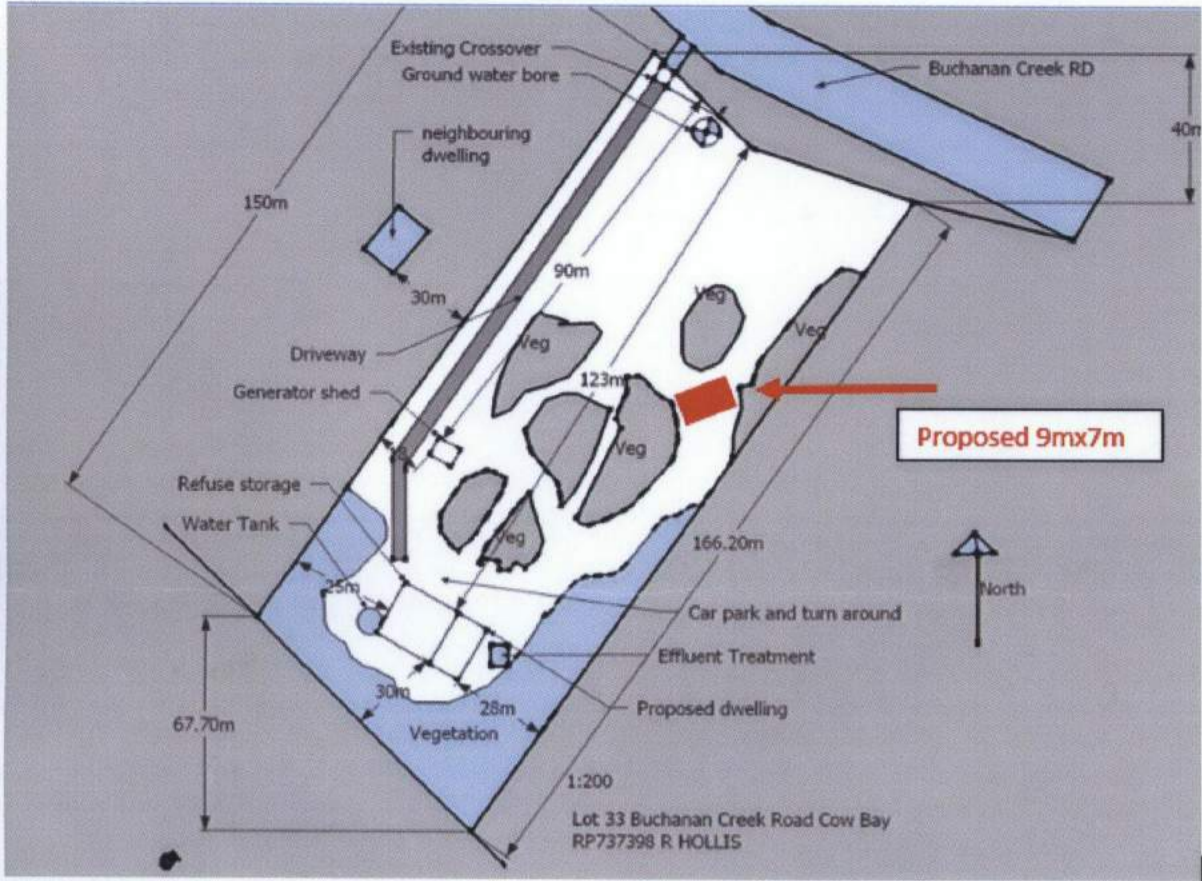 Existing Crossover
Ground water bore
Buchanan Creek RD
40m
neighbouring
dwelling
150m
90m
30m
Veg
Veg
Veg
Driveway
123m
Generator shed
Proposed 9mx7m
Veg
18
Refuse storage
Water Tank
Veg
166.20m
25m
North
Car park and turn around
Effluent Treatment
30m
28m
Proposed dwelling
67.70m
Vegetation
1:200
Lot 33 Buchanan Creek Road Cow Bay
RP737398 R HOLLIS